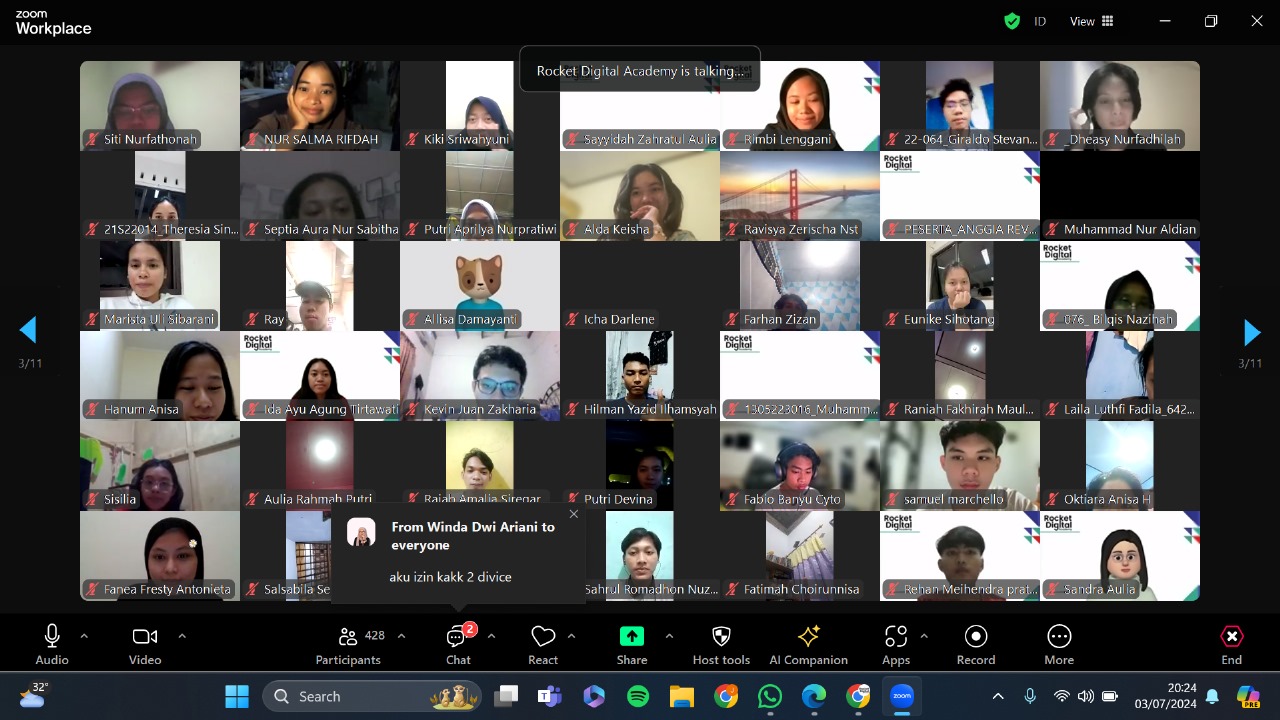 zoom
Workplace
ID
View
Rocket Digital Academy is talking...
Siti Nurfathonah
NUR SALMA RIFDAH
Kiki Sriwahyuni
Sayyidah Zahratul Aulia
Rimbi Lenggani
22-064_Giraldo Stevan...
_Dheasy Nurfadhilah
Rocket
Digital
21S22014_Theresia Sin...
Septia Aura Nur Sabitha
Putri Aprilya Nurpratiwi
Alda Keisha
Ravisya Zerischa Nst
PESERTA_ANGGIA REV...
Muhammad Nur Aldian
Rocket
Digital
Marista Uli Sibarani
Ray
Allisa Damayanti
Icha Darlene
Farhan Zizan
Eunike Sihotang
076_ Bilqis Nazihah
3/11
3/11
Rocket
Digital
Rocket
Digital
Hanum Anisa
Ida Ayu Agung Tirtawati
Kevin Juan Zakharia
Hilman Yazid Ilhamsyah
1305223016_Muhamm...
Raniah Fakhirah Maul...
Laila Luthfi Fadila_642...
Sisilia
Aulia Rahmah Putri
Rajah Amalia Siregar
Putri Devina
Fabio Banyu Cyto
samuel marchello
Oktiara Anisa H
From Winda Dwi Ariani to
everyone
aku izin kakk 2 divice
Rocket
Digital
Rocket
Digital
Fanea Fresty Antonieta
Salsabila Se
Sahrul Romadhon Nuz...
Fatimah Choirunnisa
Rehan Meihendra prat...
Sandra Aulia
428
2
Audio
Video
Participants
Chat
React
Share
Host tools
AI Companion
Apps
Record
More
End
32°
Search
zoom
20:24
03/07/2024
PRE